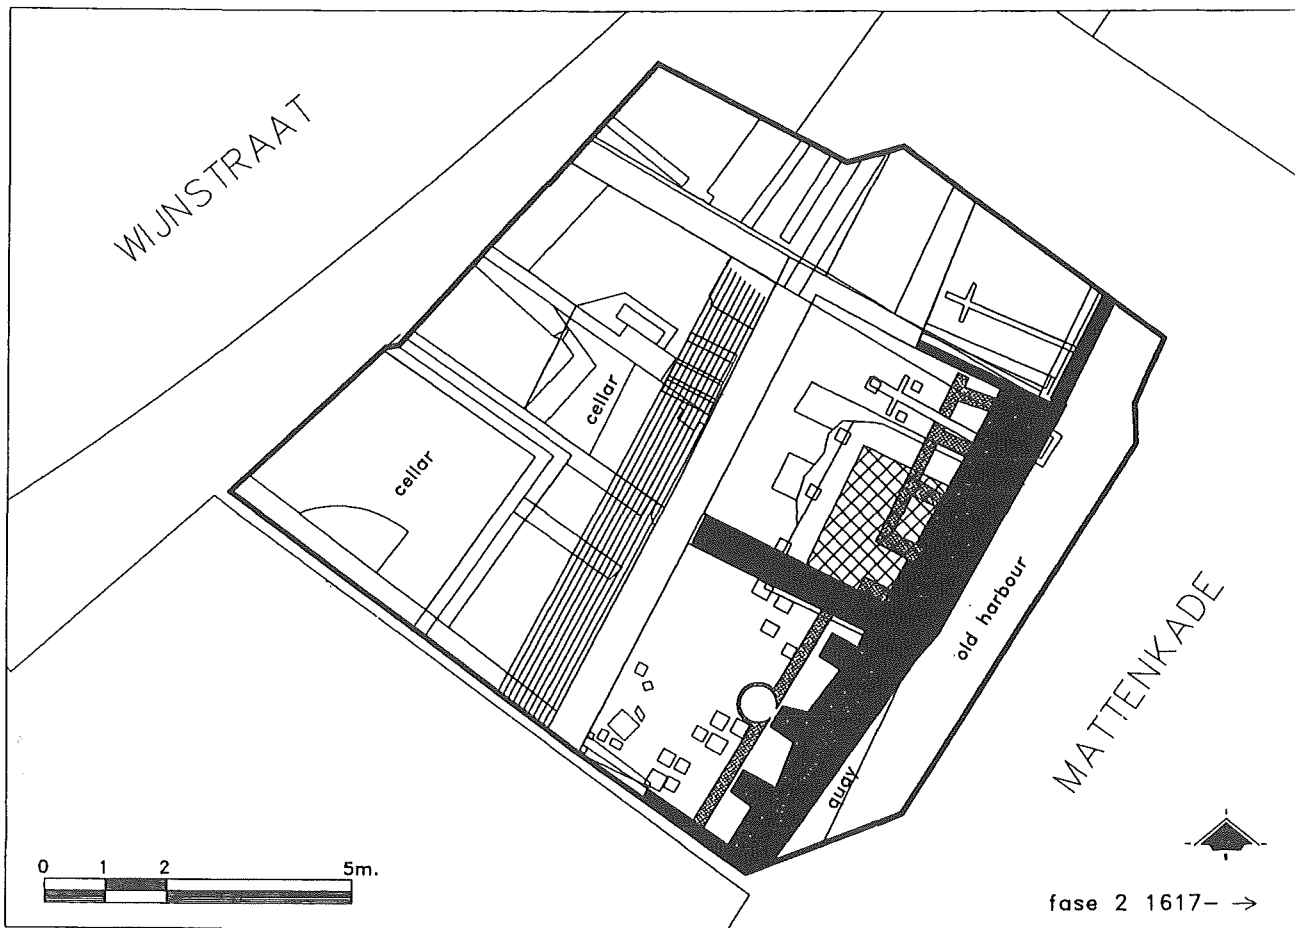 WIJNSTRAAT
cellar
cellar
old harbour
MATTENKADE
quay
0 1 2 5m.
fase 2 1617- →